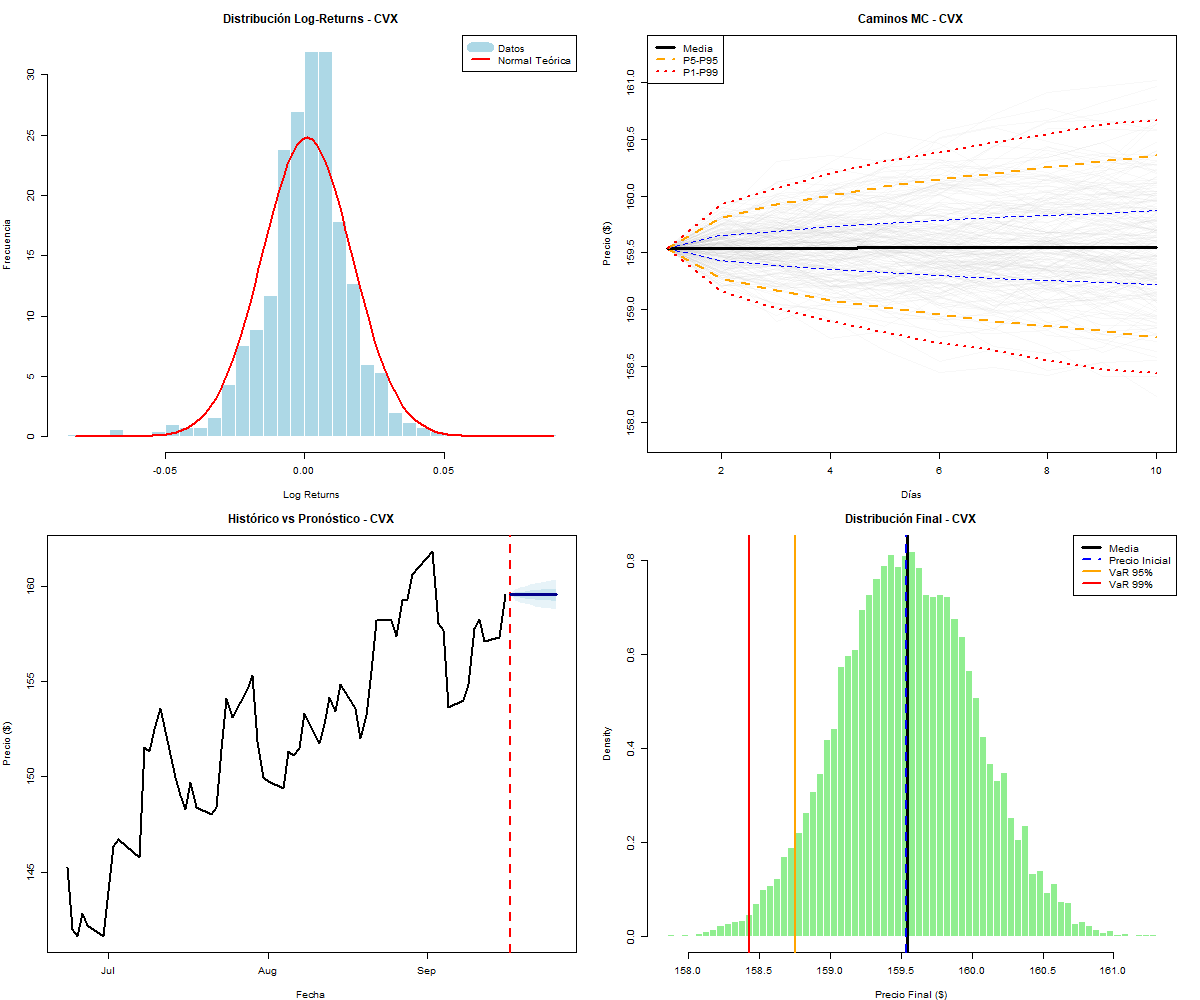 Distribución Log-Returns - CVX
Datos
Normal Teórica
Frecuencia
0
5
10
15
20
25
30
-0.05
0.00
0.05
Log Returns
Caminos MC - CVX
Media
P5-P95
P1-P99
Precio ($)
158.0
158.5
159.0
159.5
160.0
160.5
161.0
2
4
6
8
10
Días
Histórico vs Pronóstico - CVX
Precio ($)
145
150
155
160
Jul
Aug
Sep
Fecha
Distribución Final - CVX
Media
Precio Inicial
VaR 95%
VaR 99%
Density
0.0
0.2
0.4
0.6
0.8
158.0
158.5
159.0
159.5
160.0
160.5
161.0
Precio Final ($)